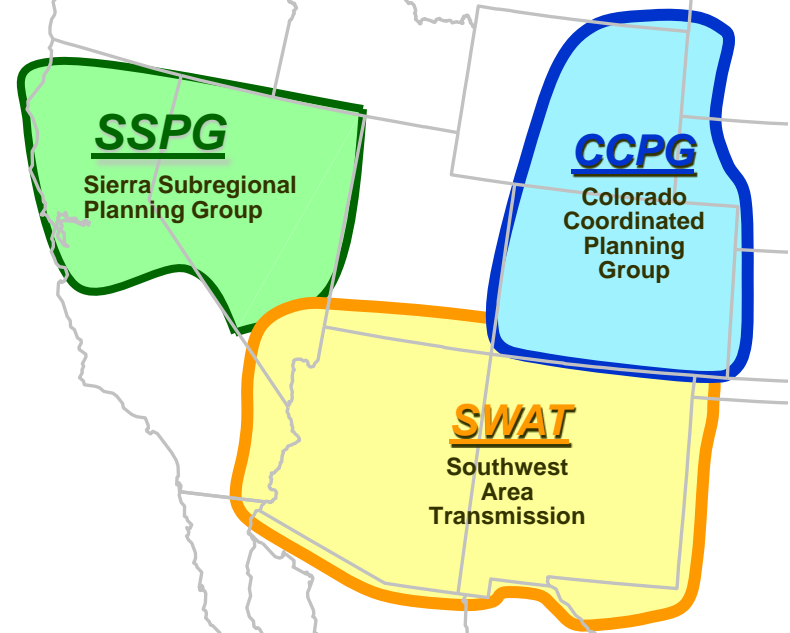 SSPG
Sierra Subregional
Planning Group
CCPG
Colorado
Coordinated
Planning
Group
SWAT
Southwest
Area
Transmission